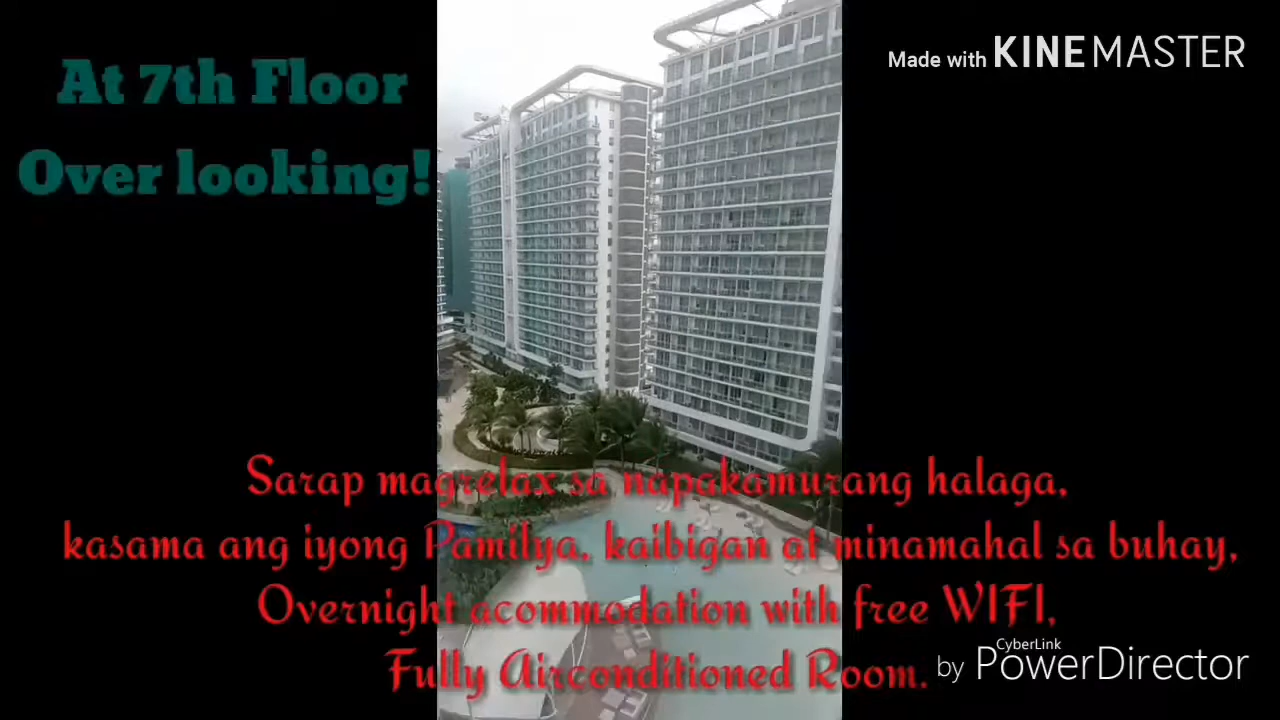 At 7th Floor
Over looking!
Made with KINEMASTER
Sarap magrelax sa napakamurang halaga,
kasama ang iyong Pamilya, kaibigan at minamahal sa buhay,
Overnight acommodation with free WIFI,
Fully Airconditioned Room.
CyberLink
by PowerDirector